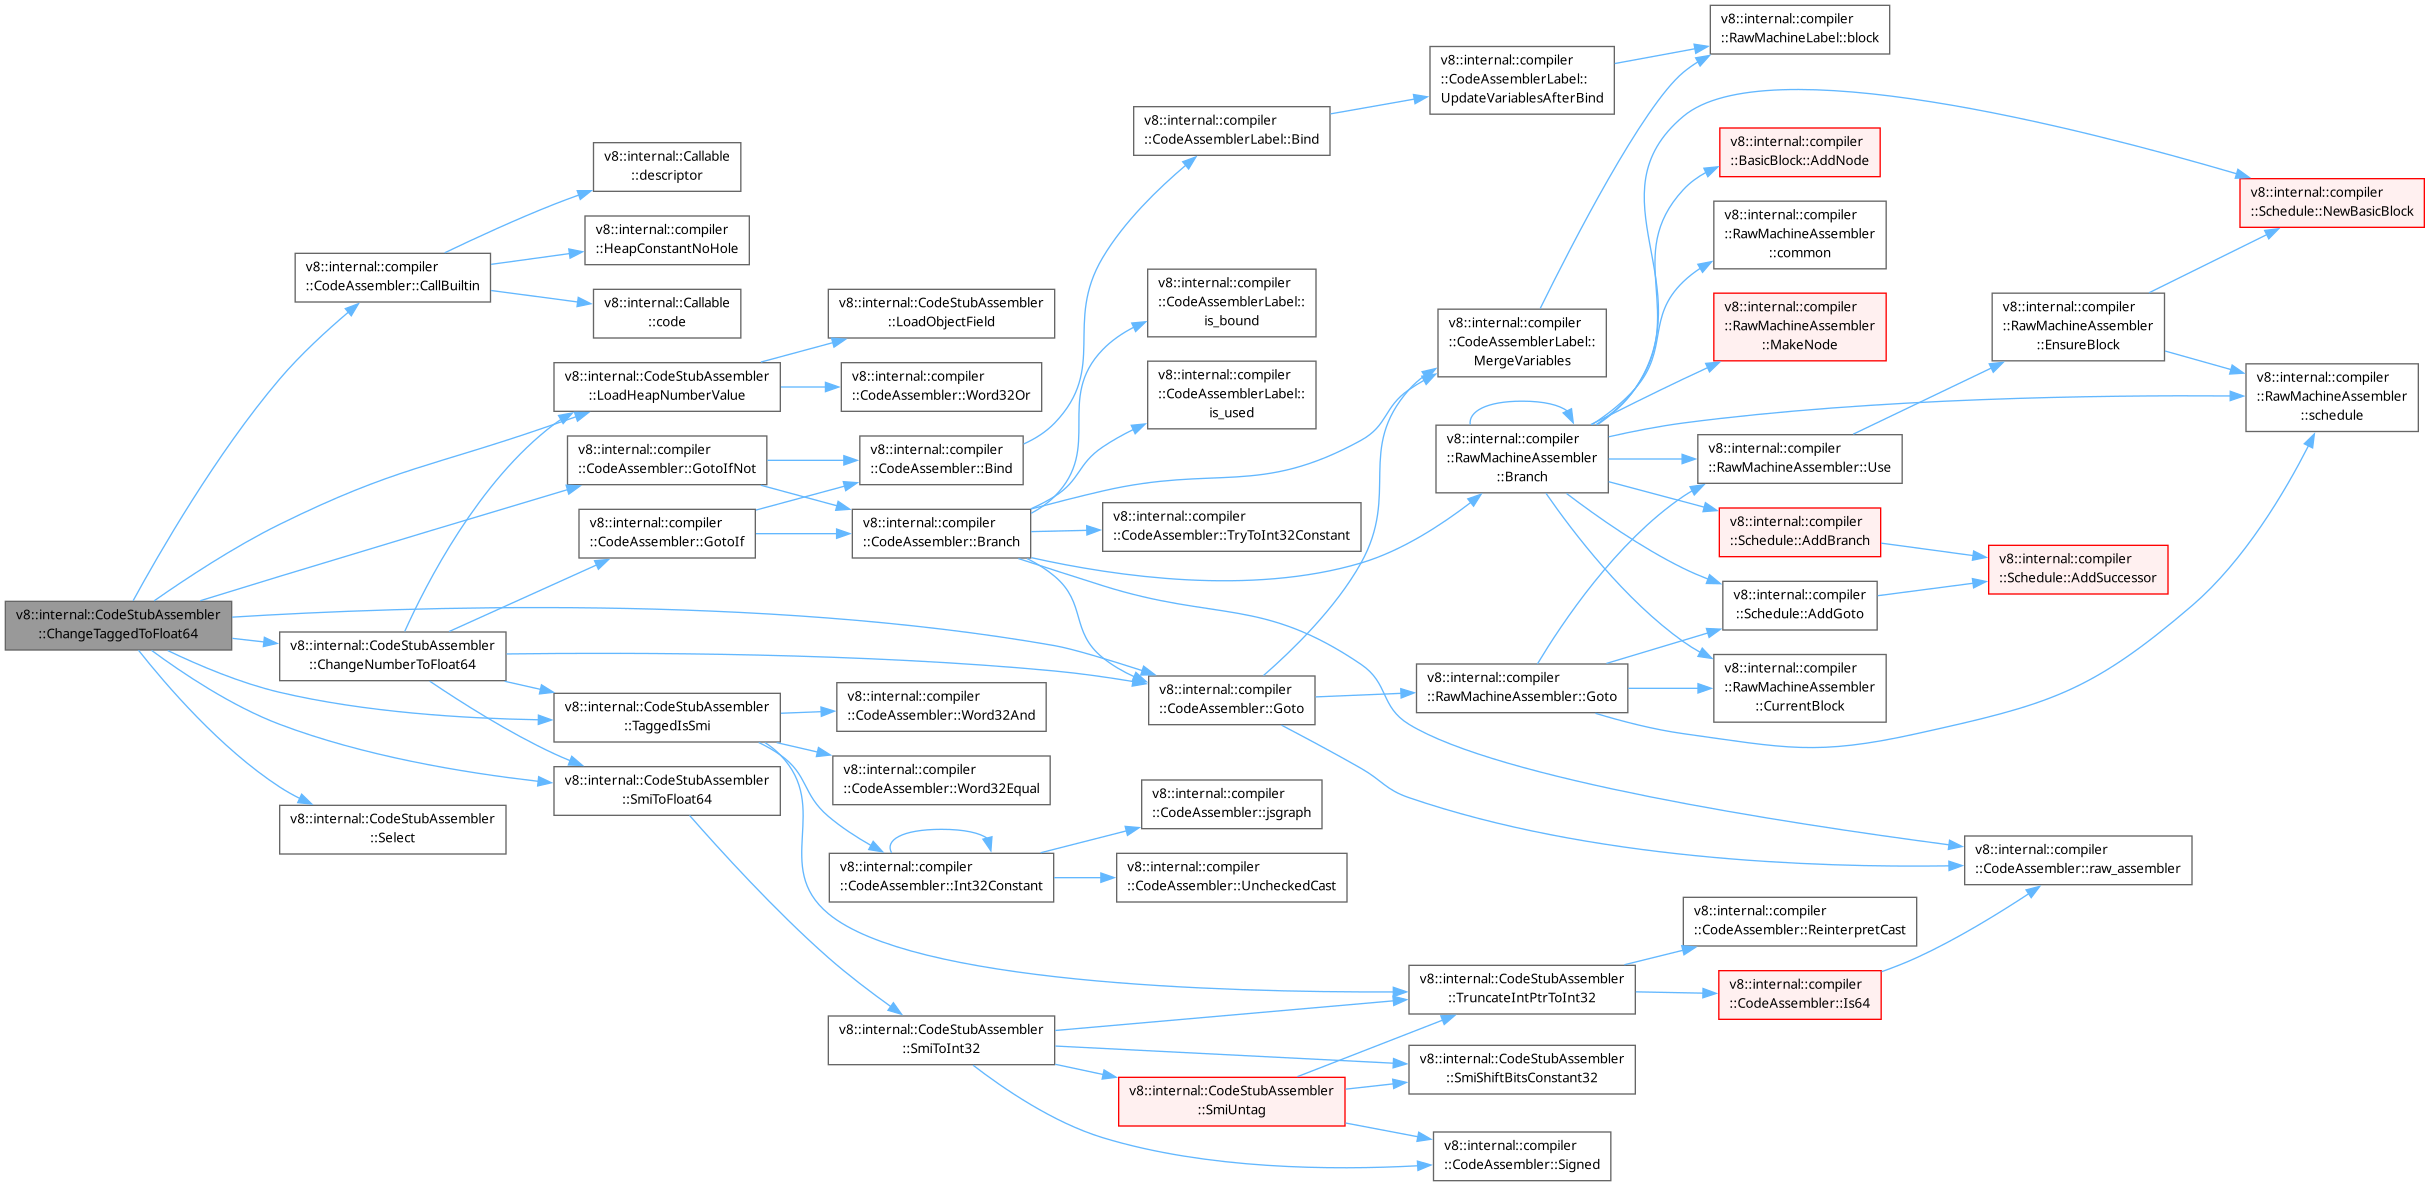 v8::internal::CodeStubAssembler
::ChangeTaggedToFloat64
v8::internal::compiler
::CodeAssembler::CallBuiltin
v8::internal::Callable
::descriptor
v8::internal::compiler
::HeapConstantNoHole
v8::internal::Callable
::code
v8::internal::CodeStubAssembler
::LoadHeapNumberValue
v8::internal::CodeStubAssembler
::LoadObjectField
v8::internal::compiler
::CodeAssembler::Word32Or
v8::internal::compiler
::CodeAssembler::GotoIfNot
v8::internal::compiler
::CodeAssembler::GotoIf
v8::internal::compiler
::CodeAssembler::Bind
v8::internal::compiler
::CodeAssembler::Branch
v8::internal::CodeStubAssembler
::ChangeNumberToFloat64
v8::internal::CodeStubAssembler
::TaggedIsSmi
v8::internal::CodeStubAssembler
::SmiToFloat64
v8::internal::CodeStubAssembler
::Select
v8::internal::compiler
::CodeAssembler::Word32And
v8::internal::compiler
::CodeAssembler::Word32Equal
v8::internal::compiler
::CodeAssembler::Int32Constant
v8::internal::CodeStubAssembler
::SmiToInt32
v8::internal::compiler
::CodeAssemblerLabel::Bind
v8::internal::compiler
::CodeAssemblerLabel::
is_bound
v8::internal::compiler
::CodeAssemblerLabel::
is_used
v8::internal::compiler
::CodeAssembler::TryToInt32Constant
v8::internal::compiler
::CodeAssembler::Goto
v8::internal::compiler
::CodeAssembler::jsgraph
v8::internal::compiler
::CodeAssembler::UncheckedCast
v8::internal::CodeStubAssembler
::SmiUntag
v8::internal::compiler
::CodeAssemblerLabel::
UpdateVariablesAfterBind
v8::internal::compiler
::CodeAssemblerLabel::
MergeVariables
v8::internal::compiler
::RawMachineAssembler
::Branch
v8::internal::compiler
::RawMachineAssembler::Goto
v8::internal::CodeStubAssembler
::TruncateIntPtrToInt32
v8::internal::CodeStubAssembler
::SmiShiftBitsConstant32
v8::internal::compiler
::CodeAssembler::Signed
v8::internal::compiler
::RawMachineLabel::block
v8::internal::compiler
::BasicBlock::AddNode
v8::internal::compiler
::RawMachineAssembler
::common
v8::internal::compiler
::RawMachineAssembler
::MakeNode
v8::internal::compiler
::RawMachineAssembler::Use
v8::internal::compiler
::Schedule::AddBranch
v8::internal::compiler
::Schedule::AddGoto
v8::internal::compiler
::RawMachineAssembler
::CurrentBlock
v8::internal::compiler
::CodeAssembler::ReinterpretCast
v8::internal::compiler
::CodeAssembler::Is64
v8::internal::compiler
::RawMachineAssembler
::EnsureBlock
v8::internal::compiler
::Schedule::AddSuccessor
v8::internal::compiler
::CodeAssembler::raw_assembler
v8::internal::compiler
::Schedule::NewBasicBlock
v8::internal::compiler
::RawMachineAssembler
::schedule